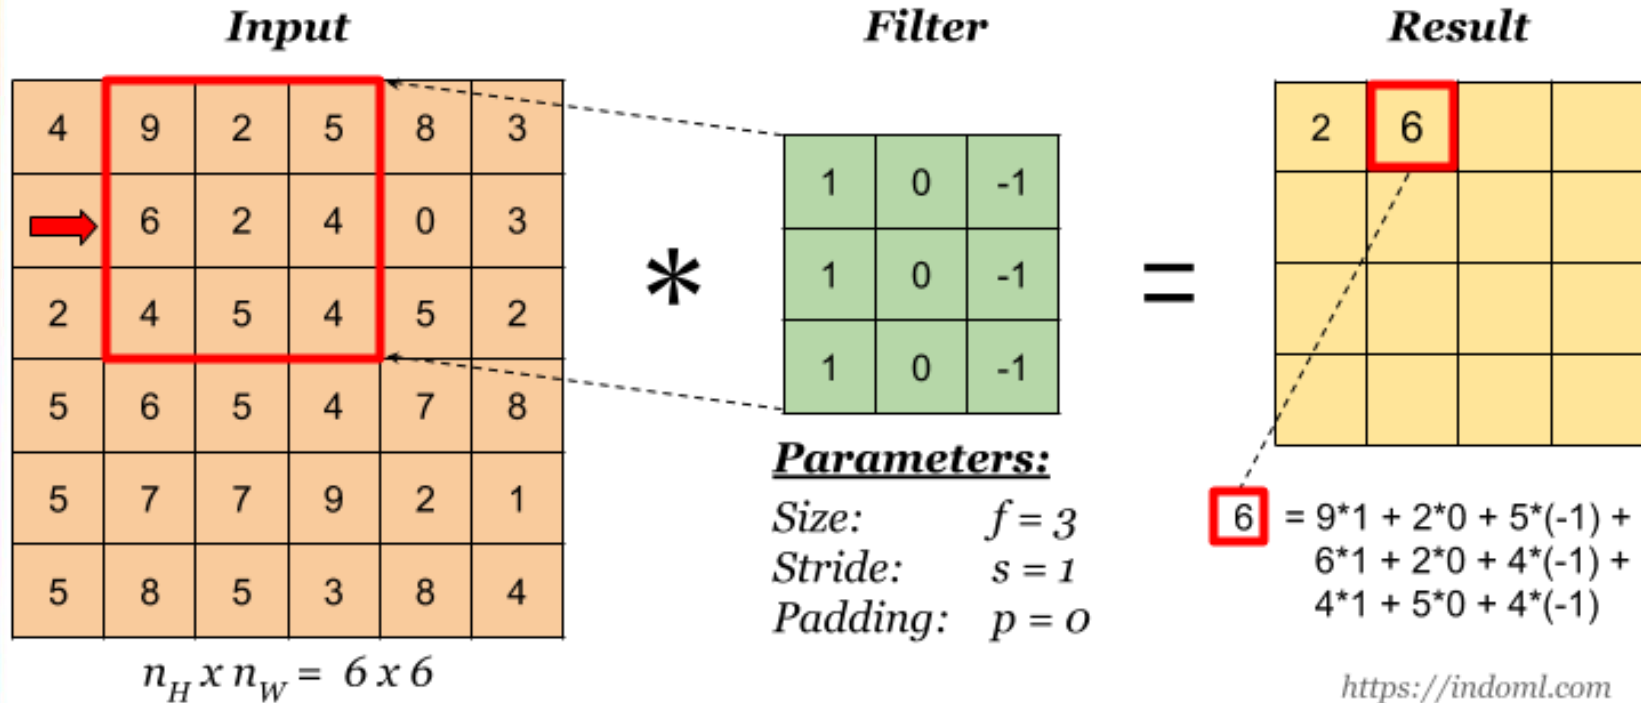 Input Filter Result
4 9 2 5 8 3
6 2 4 0 3
2 4 5 4 5 2
5 6 5 4 7 8
5 7 7 9 2 1
5 8 5 3 8 4
n_H x n_W = 6 x 6
*
1 0 -1
1 0 -1
1 0 -1
Parameters:
Size: f = 3
Stride: s = 1
Padding: p = 0
=
2 6
6 = 9*1 + 2*0 + 5*(-1) +
6*1 + 2*0 + 4*(-1) +
4*1 + 5*0 + 4*(-1)
https://indoml.com